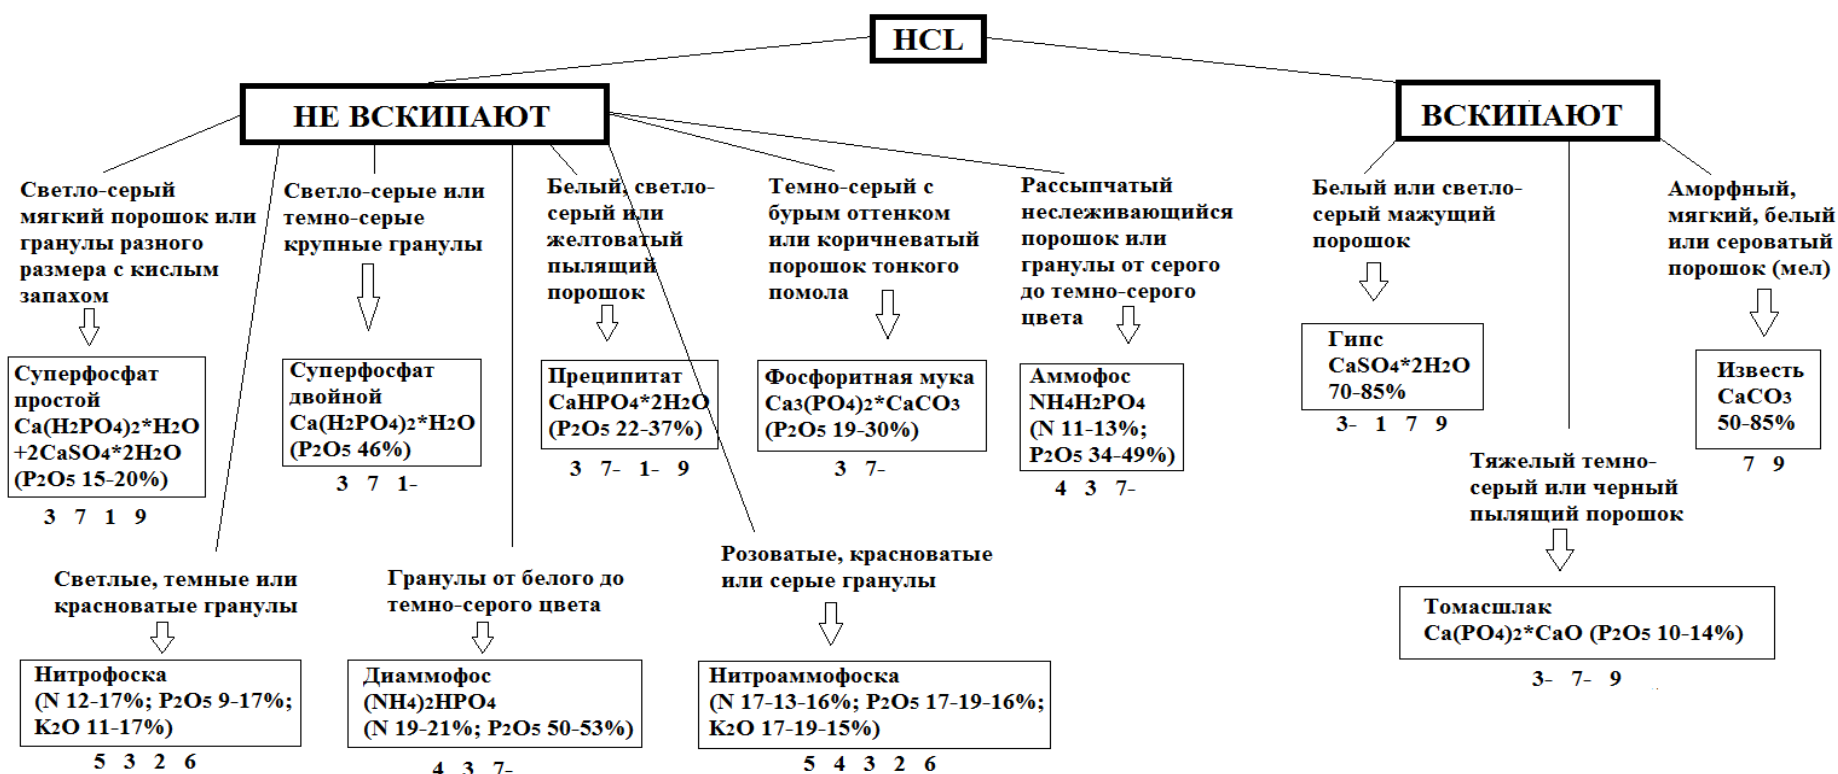 HCL
НЕ ВСКИПАЮТ
ВСКИПАЮТ
Светло-серый
мягкий порошок или
гранулы разного
размера с кислым
запахом
Суперфосфат
простой
Ca(H2PO4)2*H2O
+2CaSO4*2H2O
(P2O5 15-20%)
3 7 1 9
Светло-серые или
темно-серые
крупные гранулы
Суперфосфат
двойной
Ca(H2PO4)2*H2O
(P2O5 46%)
3 7 1-
Белый, светло-
серый или
желтоватый
пылящий
порошок
Преципитат
CaHPO4*2H2O
(P2O5 22-37%)
3 7- 1- 9
Темно-серый с
бурым оттенком
или коричневатый
порошок тонкого
помола
Фосфоритная мука
Ca3(PO4)2*CaCO3
(P2O5 19-30%)
3 7-
Рассыпчатый
неслеживающийся
порошок или
гранулы от серого
до темно-серого
цвета
Аммофос
NH4H2PO4
(N 11-13%;
P2O5 34-49%)
4 3 7-
Белый или светло-
серый мажущий
порошок
Гипс
CaSO4*2H2O
70-85%
3- 1 7 9
Аморфный,
мягкий, белый
или сероватый
порошок (мел)
Известь
CaCO3
50-85%
7 9
Светлые, темные или
красноватые гранулы
Нитрофоска
(N 12-17%; P2O5 9-17%;
K2O 11-17%)
5 3 2 6
Гранулы от белого до
темно-серого цвета
Диаммофос
(NH4)2HPO4
(N 19-21%; P2O5 50-53%)
4 3 7-
Розоватые, красноватые
или серые гранулы
Нитроаммофоска
(N 17-13-16%; P2O5 17-19-16%;
K2O 17-19-15%)
5 4 3 2 6
Тяжелый темно-
серый или черный
пылящий порошок
Томасшлак
Ca(PO4)2*CaO (P2O5 10-14%)
3- 7- 9